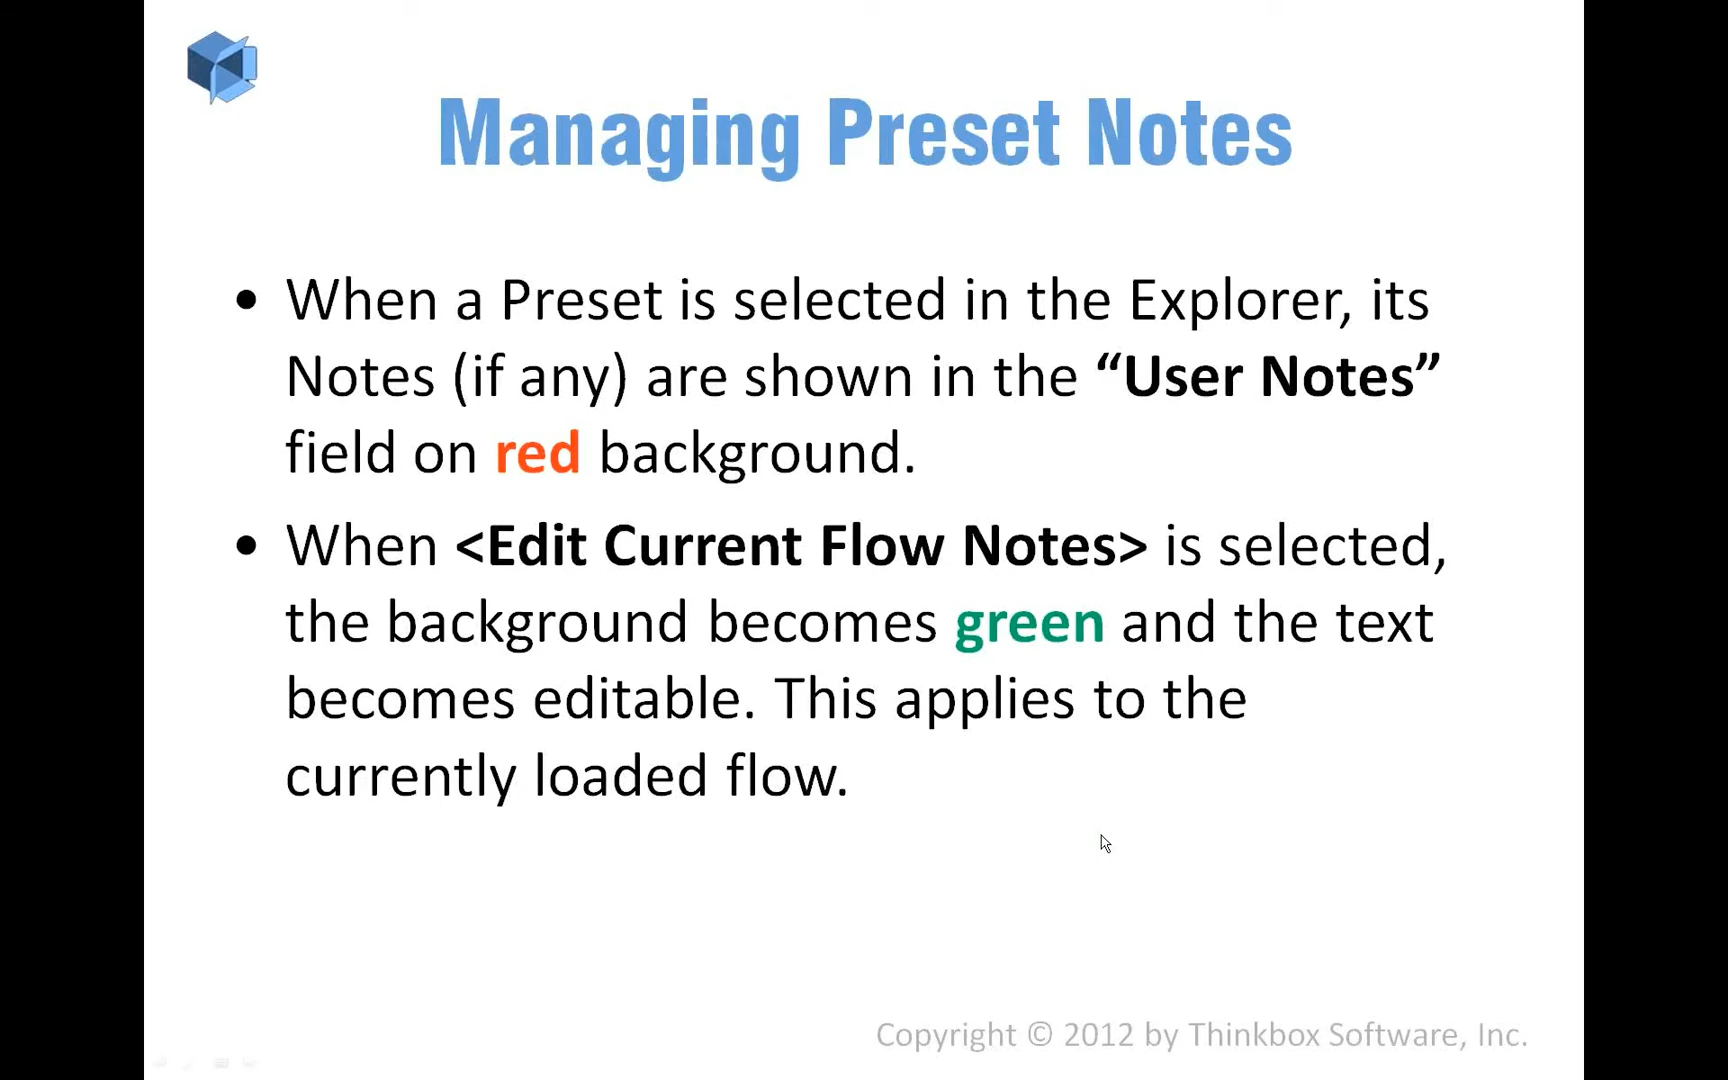 Managing Preset Notes
• When a Preset is selected in the Explorer, its
Notes (if any) are shown in the “User Notes”
field on red background.
• When <Edit Current Flow Notes> is selected,
the background becomes green and the text
becomes editable. This applies to the
currently loaded flow.
Copyright © 2012 by Thinkbox Software, Inc.